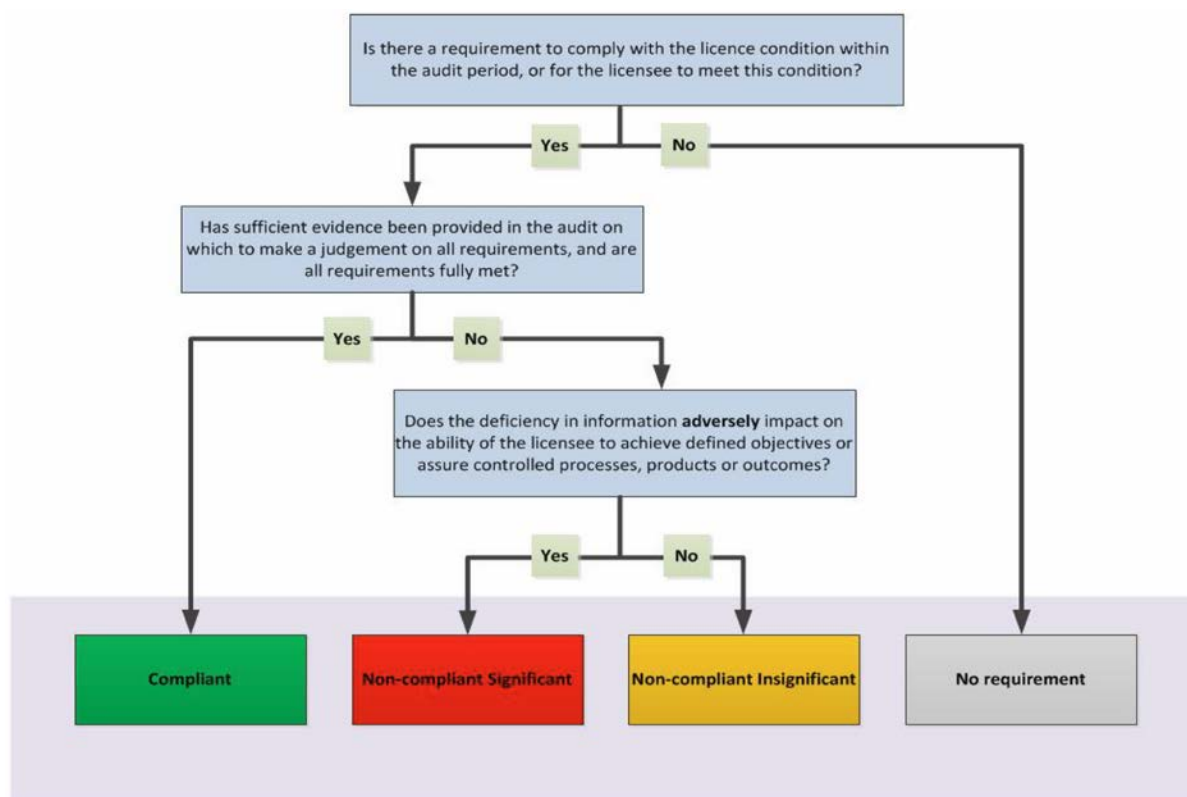 Is there a requirement to comply with the licence condition within
the audit period, or for the licensee to meet this condition?
Yes
No
Has sufficient evidence been provided in the audit on
which to make a judgement on all requirements, and are
all requirements fully met?
Yes
No
Does the deficiency in information adversely impact on
the ability of the licensee to achieve defined objectives or
assure controlled processes, products or outcomes?
Yes
No
Compliant
Non-compliant Significant
Non-compliant Insignificant
No requirement